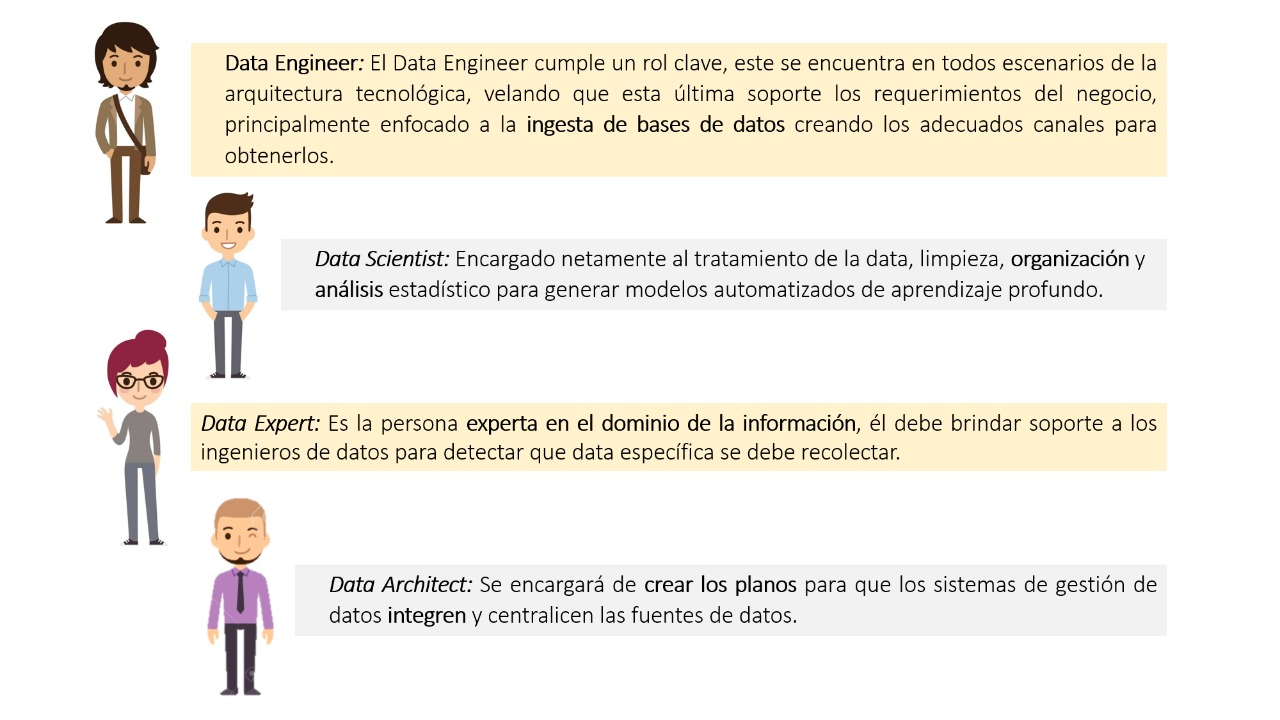 Data Engineer: El Data Engineer cumple un rol clave, este se encuentra en todos escenarios de la
arquitectura tecnológica, velando que esta última soporte los requerimientos del negocio,
principalmente enfocado a la ingesta de bases de datos creando los adecuados canales para
obtenerlos.
Data Scientist: Encargado netamente al tratamiento de la data, limpieza, organización y
análisis estadístico para generar modelos automatizados de aprendizaje profundo.
Data Expert: Es la persona experta en el dominio de la información, él debe brindar soporte a los
ingenieros de datos para detectar que data específica se debe recolectar.
Data Architect: Se encargará de crear los planos para que los sistemas de gestión de
datos integren y centralicen las fuentes de datos.